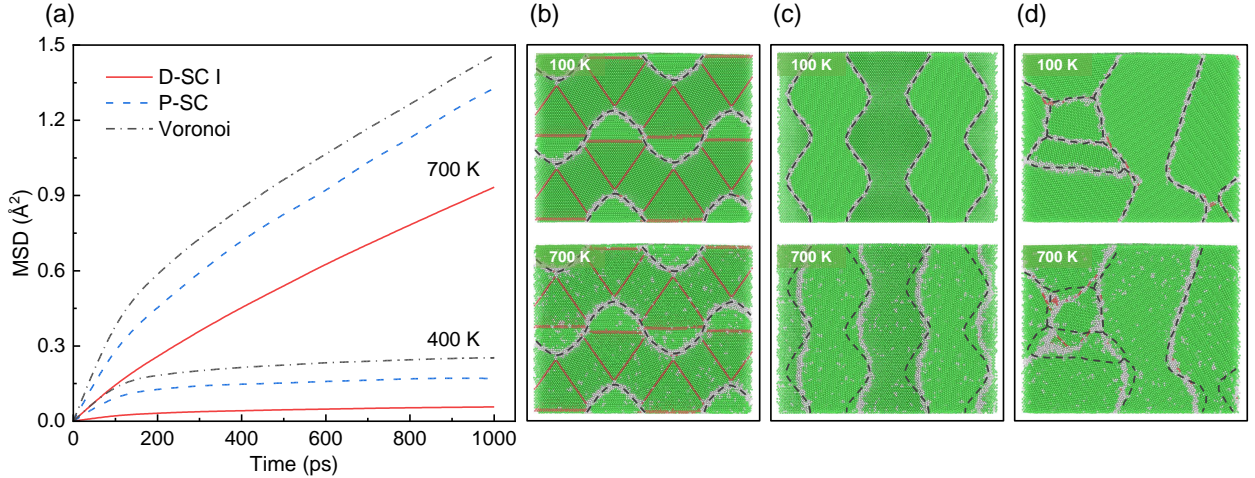 (a)
(b)
(c)
(d)
1.5
1.2
0.9
0.6
0.3
0.0
MSD (Å²)
D-SC I
P-SC
Voronoi
700 K
400 K
0
200
400
600
800
1000
Time (ps)
100 K
700 K
100 K
700 K
100 K
700 K